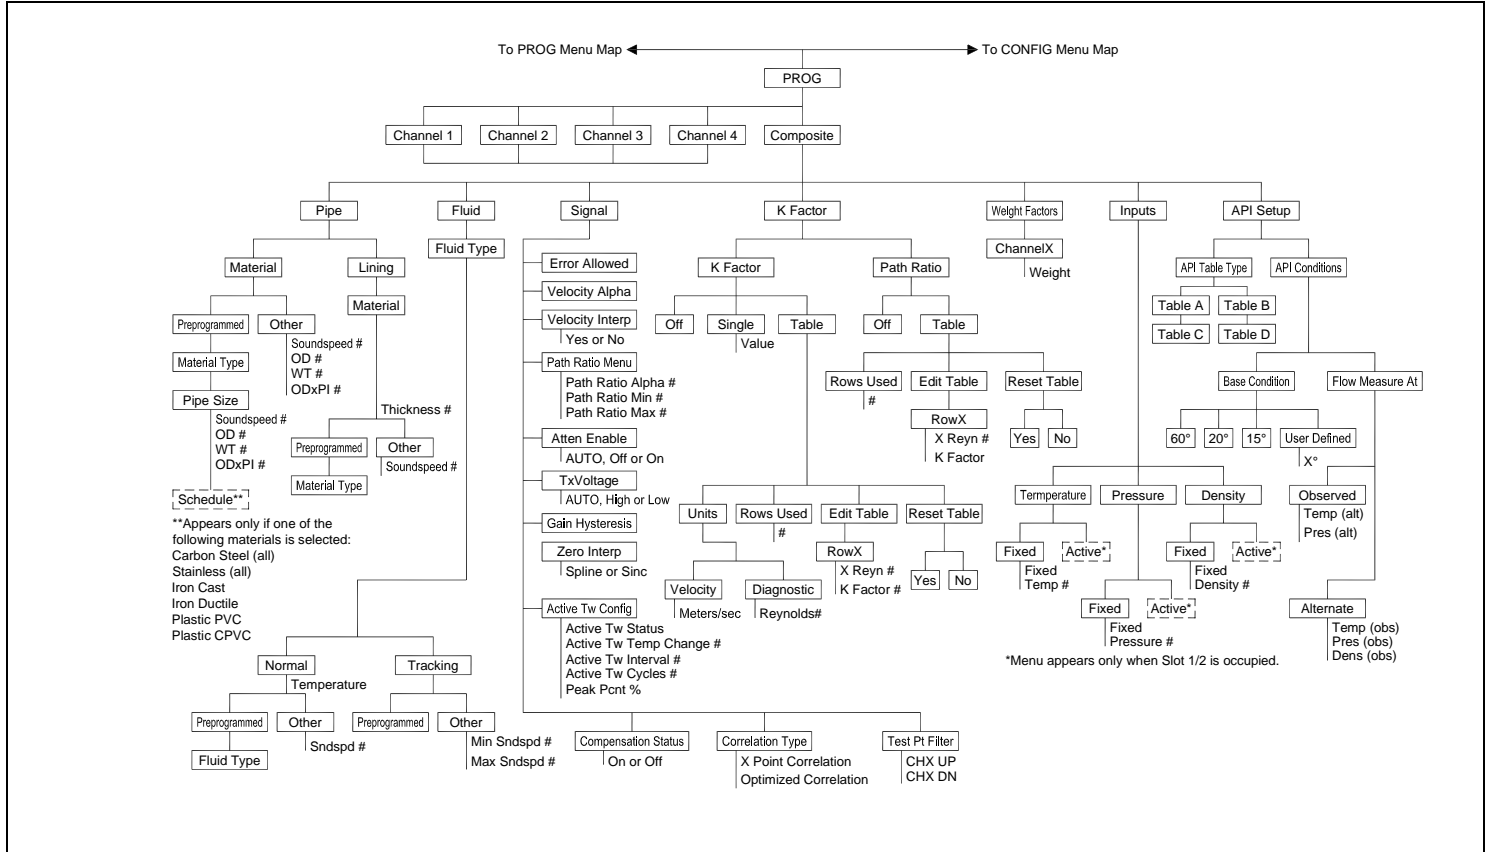 To PROG Menu Map
To CONFIG Menu Map
PROG
Channel 1
Channel 2
Channel 3
Channel 4
Composite
Pipe
Fluid
Signal
K Factor
Weight Factors
Inputs
API Setup
Material
Lining
Preprogrammed
Other
Material Type
Soundspeed #
OD #
WT #
ODxPI #
Pipe Size
Soundspeed #
OD #
WT #
ODxPI #
Schedule**
**Appears only if one of the
following materials is selected:
Carbon Steel (all)
Stainless (all)
Iron Cast
Iron Ductile
Plastic PVC
Plastic CPVC
Material
Thickness #
Preprogrammed
Other
Material Type
Soundspeed #
Fluid Type
Normal
Tracking
Temperature
Preprogrammed
Other
Fluid Type
Sndspd #
Preprogrammed
Other
Min Sndspd #
Max Sndspd #
Error Allowed
Velocity Alpha
Velocity Interp
Yes or No
Path Ratio Menu
Path Ratio Alpha #
Path Ratio Min #
Path Ratio Max #
Atten Enable
AUTO, Off or On
TxVoltage
AUTO, High or Low
Gain Hysteresis
Zero Interp
Spline or Sinc
Active Tw Config
Active Tw Status
Active Tw Temp Change #
Active Tw Interval #
Active Tw Cycles #
Peak Pcnt %
Compensation Status
On or Off
Correlation Type
X Point Correlation
Optimized Correlation
Test Pt Filter
CHX UP
CHX DN
K Factor
Path Ratio
Off
Single
Table
Value
Off
Table
Rows Used
#
Edit Table
Reset Table
RowX
X Reyn #
K Factor
Yes
No
Units
Rows Used
#
Edit Table
Reset Table
RowX
X Reyn #
K Factor #
Yes
No
Velocity
Diagnostic
Meters/sec
Reynolds#
ChannelX
Weight
Termperature
Pressure
Density
Fixed
Active*
Fixed
Temp #
Fixed
Active*
Fixed
Density #
Fixed
Active*
Fixed
Pressure #
*Menu appears only when Slot 1/2 is occupied.
API Table Type
API Conditions
Table A
Table B
Table C
Table D
Base Condition
Flow Measure At
60°
20°
15°
User Defined
X°
Observed
Temp (alt)
Pres (alt)
Alternate
Temp (obs)
Pres (obs)
Dens (obs)